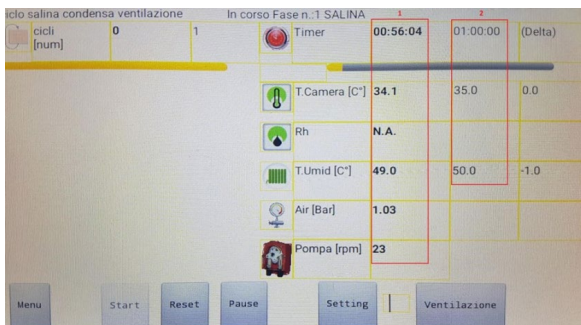 iclo salina condensa ventilazione In corso Fase n.:1 SALINA 1 2
cicli [num] 0 1 Timer 00:56:04 01:00:00 (Delta)
T.Camera [C°] 34.1 35.0 0.0
Rh N.A.
T.Umid [C°] 49.0 50.0 -1.0
Air [Bar] 1.03
Pompa [rpm] 23
Menu Start Reset Pause Setting Ventilazione